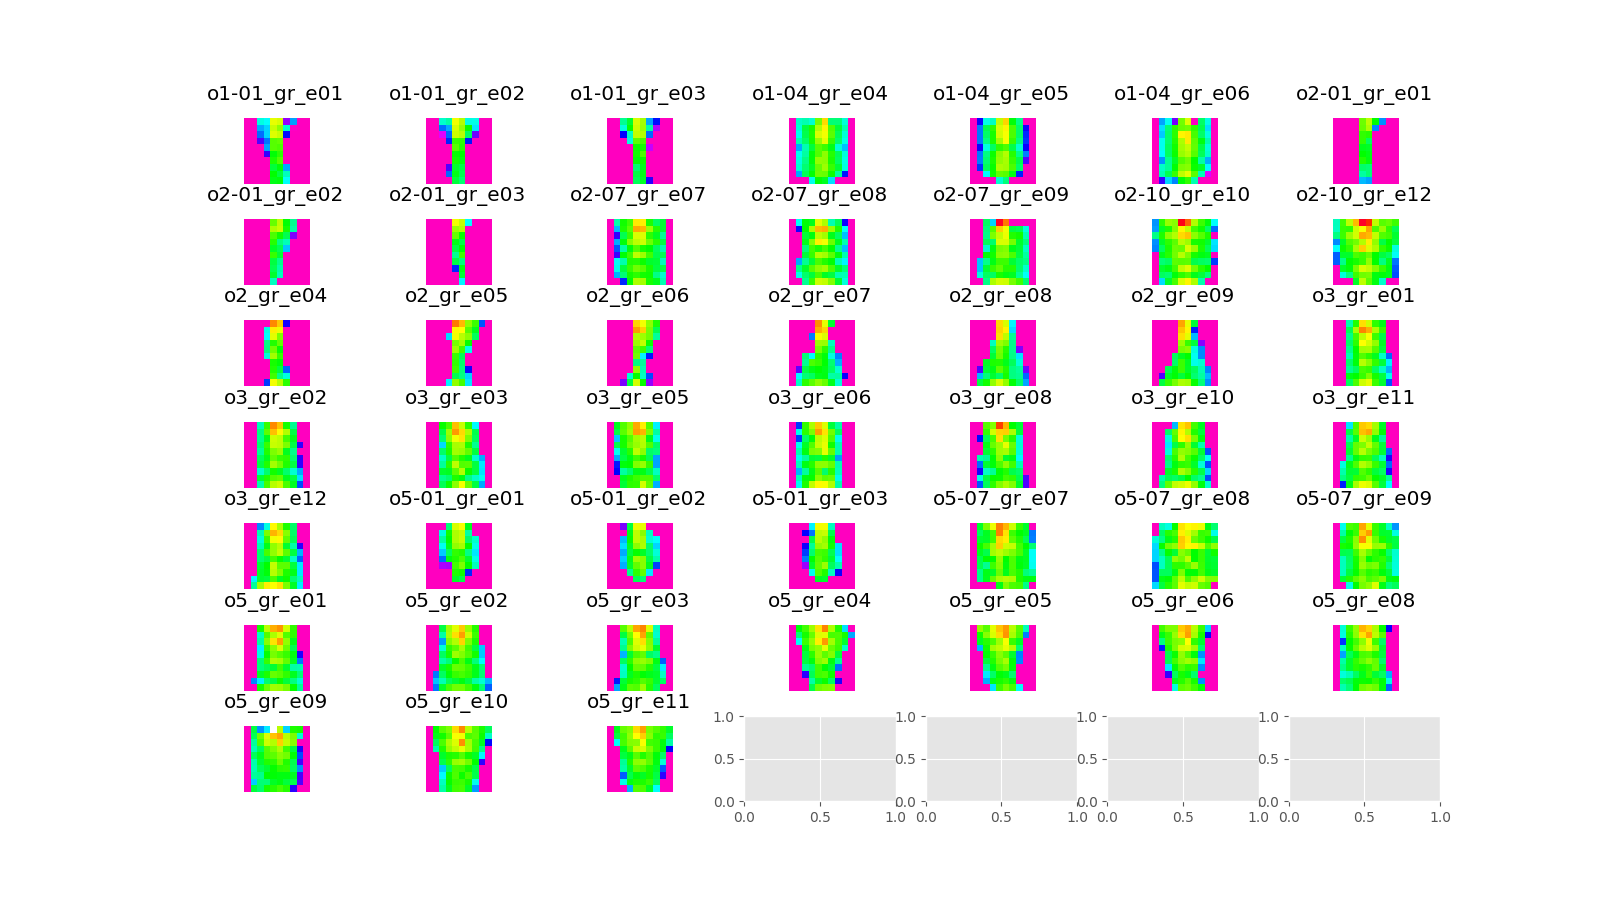 o1-01_gr_e01 o1-01_gr_e02 o1-01_gr_e03 o1-04_gr_e04 o1-04_gr_e05 o1-04_gr_e06 o2-01_gr_e01
o2-01_gr_e02 o2-01_gr_e03 o2-07_gr_e07 o2-07_gr_e08 o2-07_gr_e09 o2-10_gr_e10 o2-10_gr_e12
o2_gr_e04 o2_gr_e05 o2_gr_e06 o2_gr_e07 o2_gr_e08 o2_gr_e09 o3_gr_e01
o3_gr_e02 o3_gr_e03 o3_gr_e05 o3_gr_e06 o3_gr_e08 o3_gr_e10 o3_gr_e11
o3_gr_e12 o5-01_gr_e01 o5-01_gr_e02 o5-01_gr_e03 o5-07_gr_e07 o5-07_gr_e08 o5-07_gr_e09
o5_gr_e01 o5_gr_e02 o5_gr_e03 o5_gr_e04 o5_gr_e05 o5_gr_e06 o5_gr_e08
o5_gr_e09 o5_gr_e10 o5_gr_e11
1.0 1.0 1.0 1.0
0.5 0.5 0.5 0.5
0.0 0.0 0.0 0.0
0.0 0.5 1.0 0.0 0.5 1.0 0.0 0.5 1.0 0.0 0.5 1.0